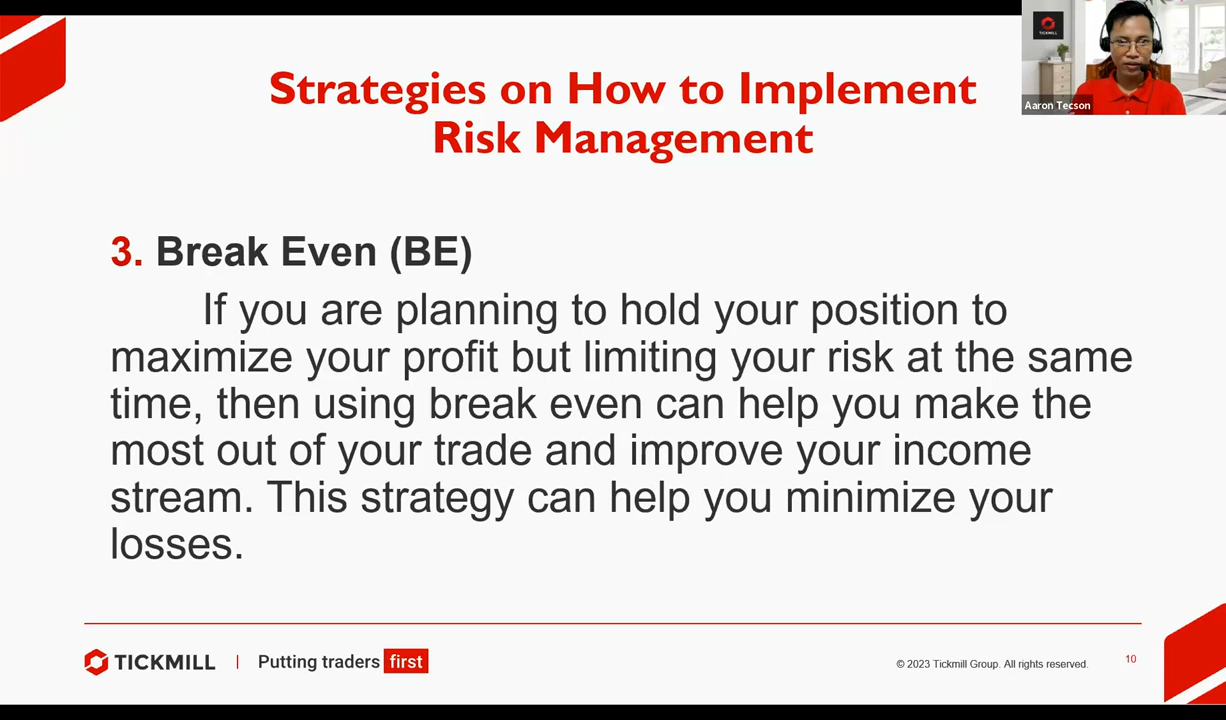 Strategies on How to Implement
Risk Management
TICKMILL
Aaron Tecson
3. Break Even (BE)
If you are planning to hold your position to
maximize your profit but limiting your risk at the same
time, then using break even can help you make the
most out of your trade and improve your income
stream. This strategy can help you minimize your
losses.
TICKMILL | Putting traders first
© 2023 Tickmill Group. All rights reserved.
10